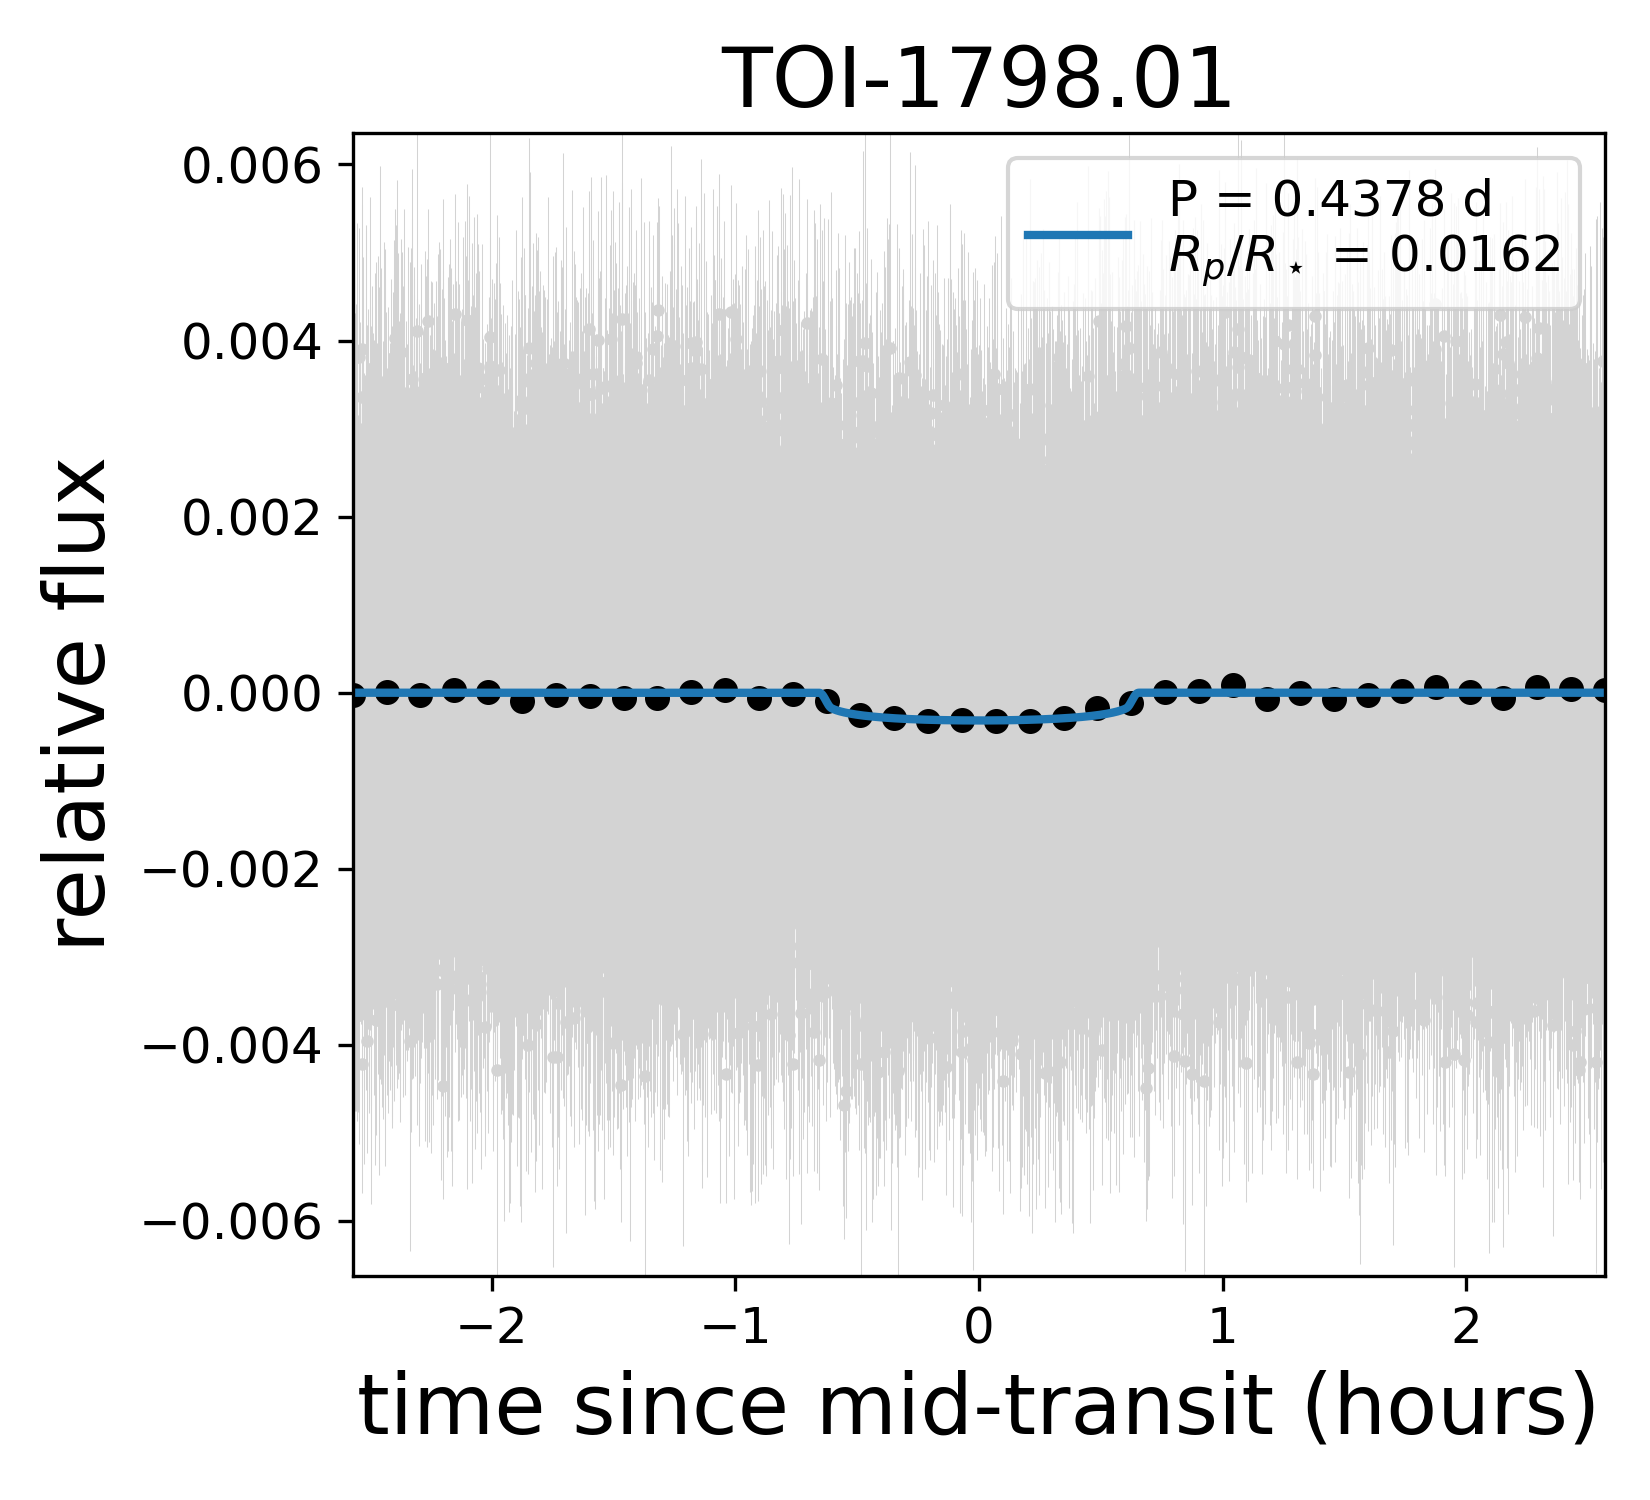 TOI-1798.01
P = 0.4378 d
Rp/R⋆ = 0.0162
0.006
0.004
0.002
0.000
−0.002
−0.004
−0.006
relative flux
−2 −1 0 1 2
time since mid-transit (hours)